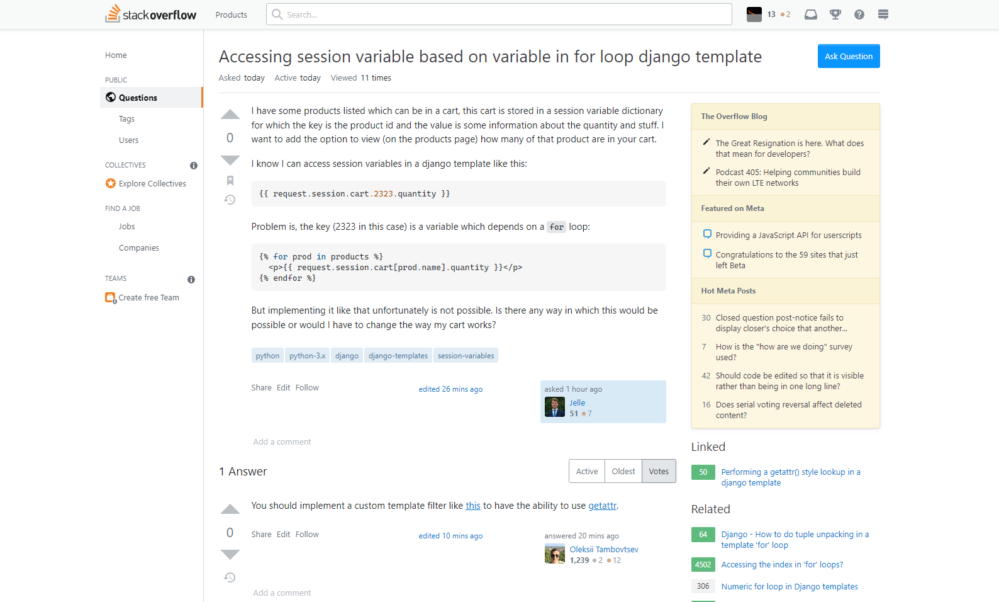 stackoverflow
Products
Search...
13
2
Home
PUBLIC
Questions
Tags
Users
COLLECTIVES
Explore Collectives
FIND A JOB
Jobs
Companies
TEAMS
Create free Team
Accessing session variable based on variable in for loop django template
Ask Question
Asked today Active today Viewed 11 times
0
I have some products listed which can be in a cart, this cart is stored in a session variable dictionary
for which the key is the product id and the value is some information about the quantity and stuff. I
want to add the option to view (on the products page) how many of that product are in your cart.
I know I can access session variables in a django template like this:
{{ request.session.cart.2323.quantity }}
Problem is, the key (2323 in this case) is a variable which depends on a for loop:
{% for prod in products %}
<p>{{ request.session.cart[prod.name].quantity }}</p>
{% endfor %}
But implementing it like that unfortunately is not possible. Is there any way in which this would be
possible or would I have to change the way my cart works?
python python-3.x django django-templates session-variables
Share Edit Follow
edited 26 mins ago
asked 1 hour ago
Jelle
51 7
Add a comment
1 Answer
Active Oldest Votes
0
You should implement a custom template filter like this to have the ability to use getattr.
Share Edit Follow
edited 10 mins ago
answered 20 mins ago
Oleksii Tambovtsev
1,239 2 12
Add a comment
The Overflow Blog
The Great Resignation is here. What does
that mean for developers?
Podcast 405: Helping communities build
their own LTE networks
Featured on Meta
Providing a JavaScript API for userscripts
Congratulations to the 59 sites that just
left Beta
Hot Meta Posts
30 Closed question post-notice fails to
display closer's choice that another...
7 How is the "how are we doing" survey
used?
42 Should code be edited so that it is visible
rather than being in one long line?
16 Does serial voting reversal affect deleted
content?
Linked
50 Performing a getattr() style lookup in a
django template
Related
64 Django - How to do tuple unpacking in a
template 'for' loop
4502 Accessing the index in 'for' loops?
306 Numeric for loop in Django templates